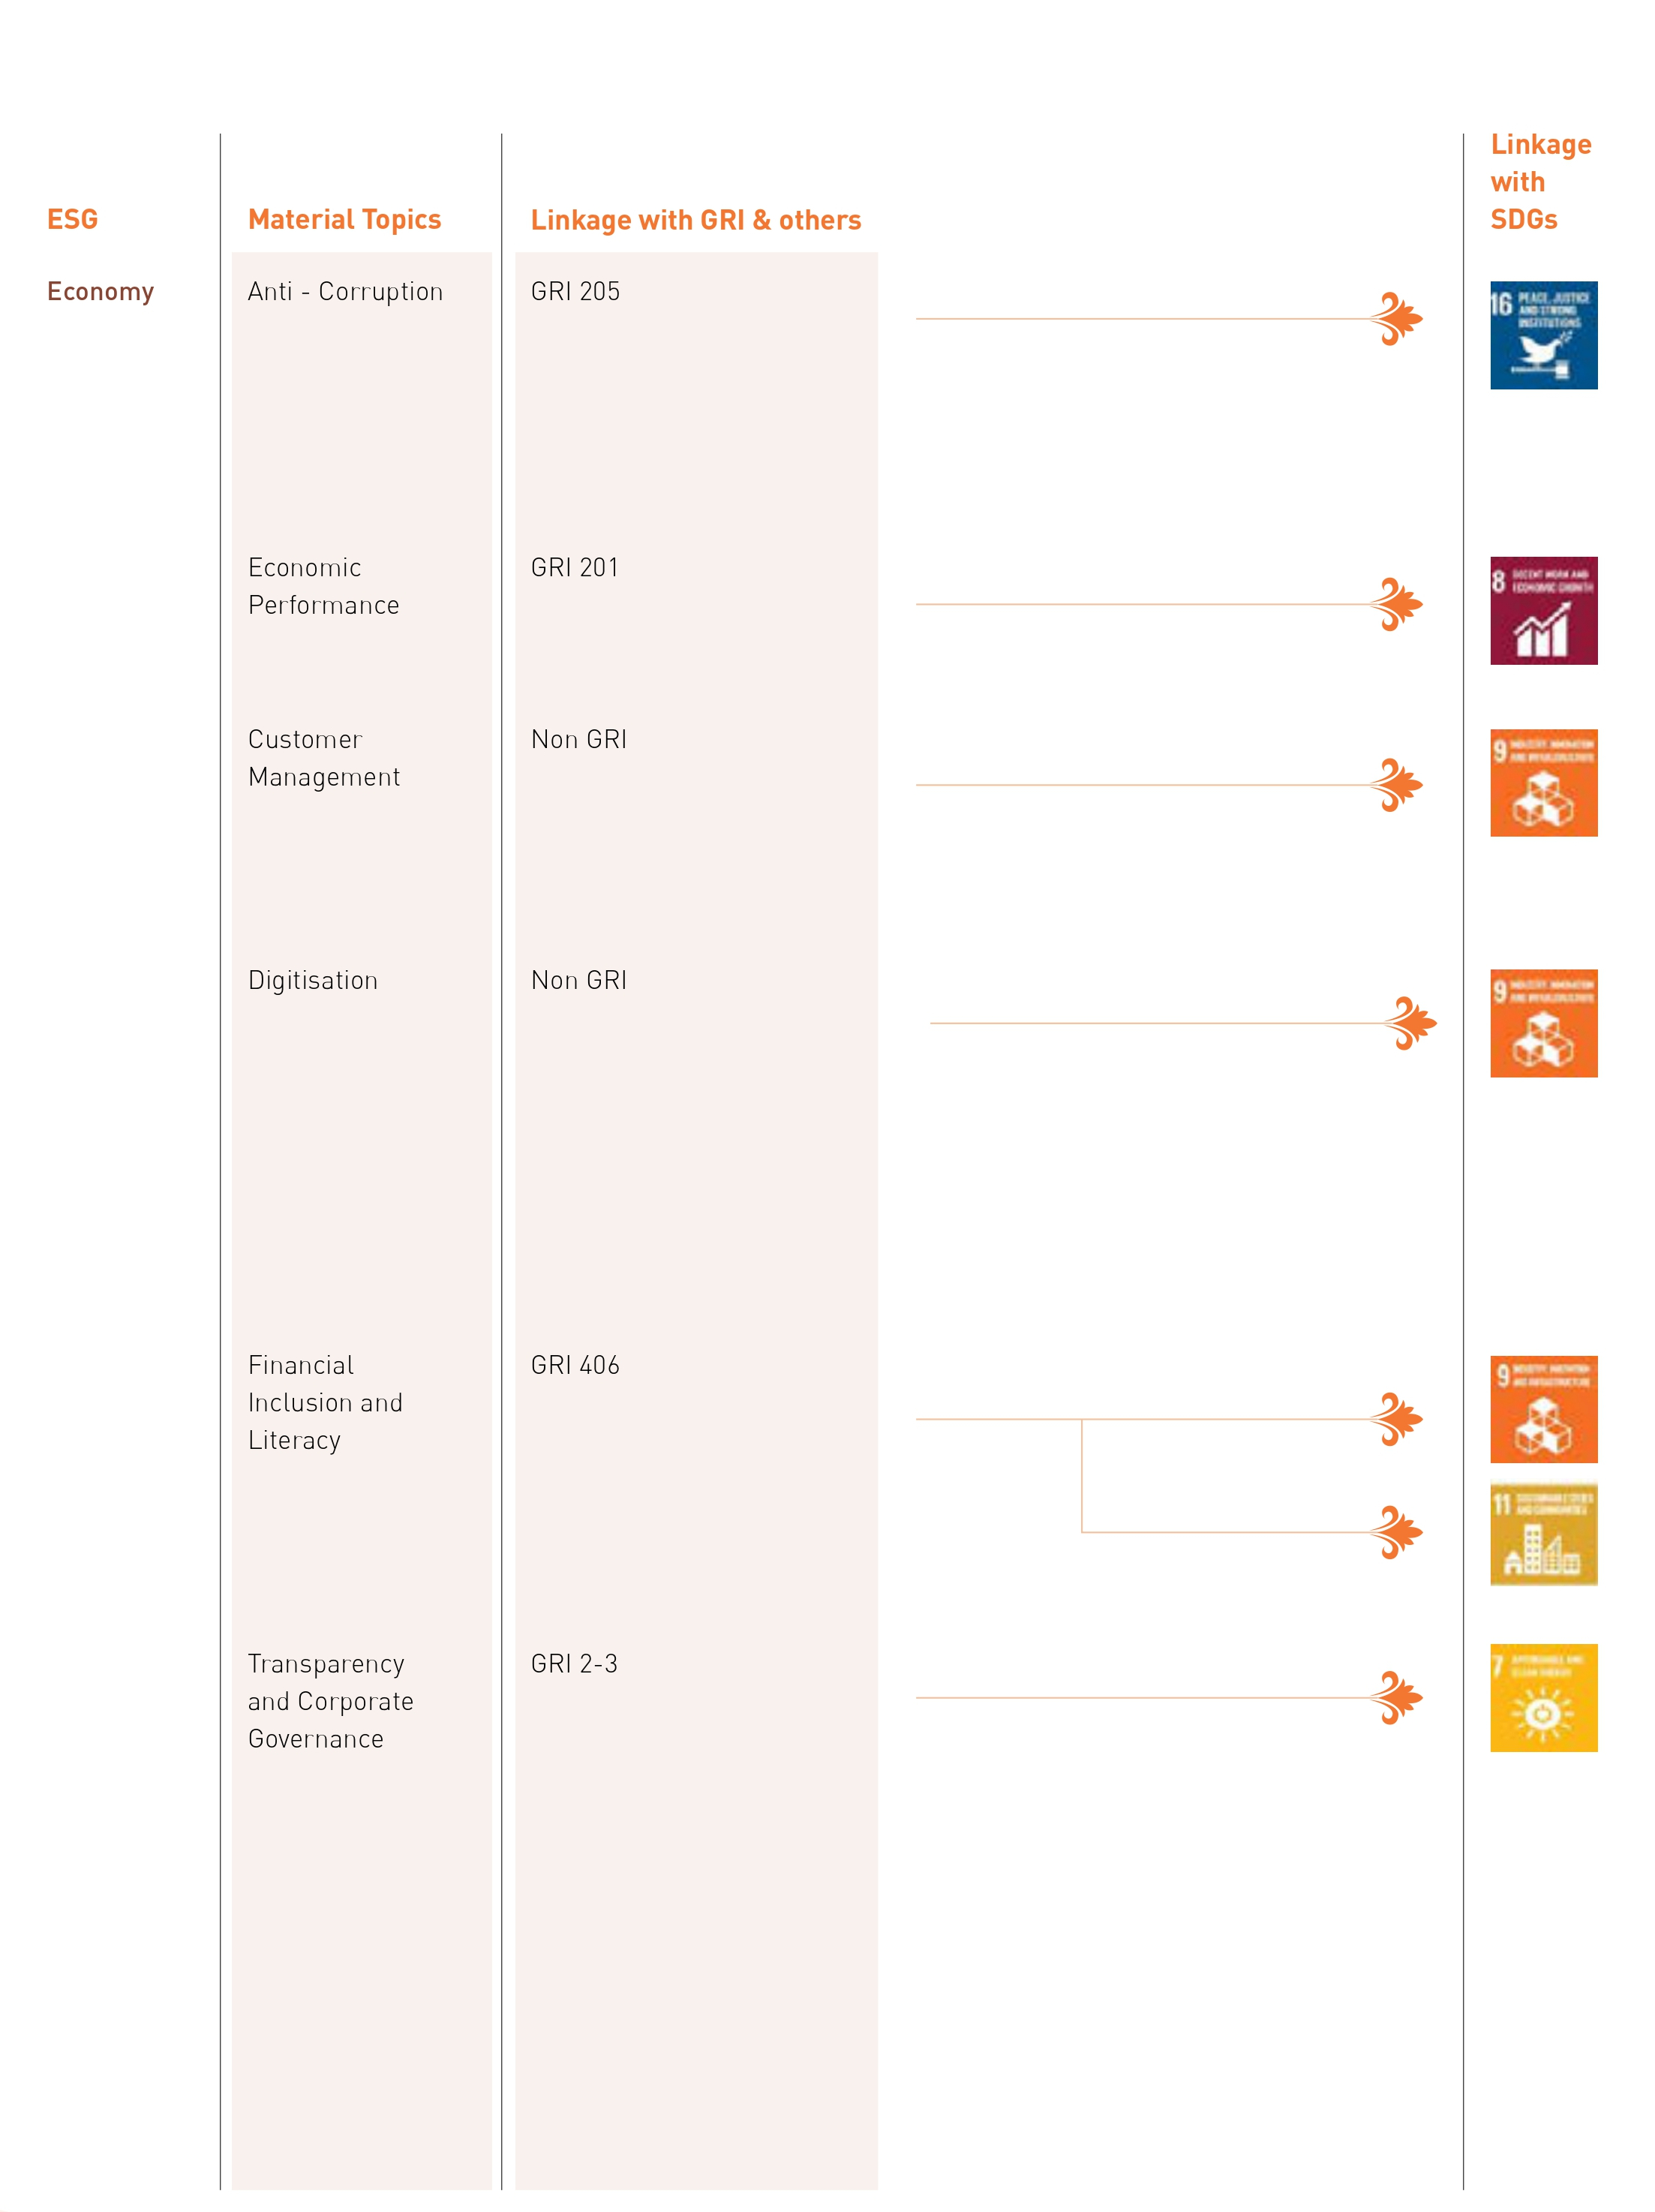 Linkage
with
SDGs
ESG
Material Topics
Linkage with GRI & others
Economy
Anti - Corruption
GRI 205
16 PEACE, JUSTICE
AND STRONG
INSTITUTIONS
Economic
Performance
GRI 201
8 DECENT WORK AND
ECONOMIC GROWTH
Customer
Management
Non GRI
9 INDUSTRY, INNOVATION
AND INFRASTRUCTURE
Digitisation
Non GRI
9 INDUSTRY, INNOVATION
AND INFRASTRUCTURE
Financial
Inclusion and
Literacy
GRI 406
9 INDUSTRY, INNOVATION
AND INFRASTRUCTURE
11 SUSTAINABLE CITIES
AND COMMUNITIES
Transparency
and Corporate
Governance
GRI 2-3
7 AFFORDABLE AND
CLEAN ENERGY